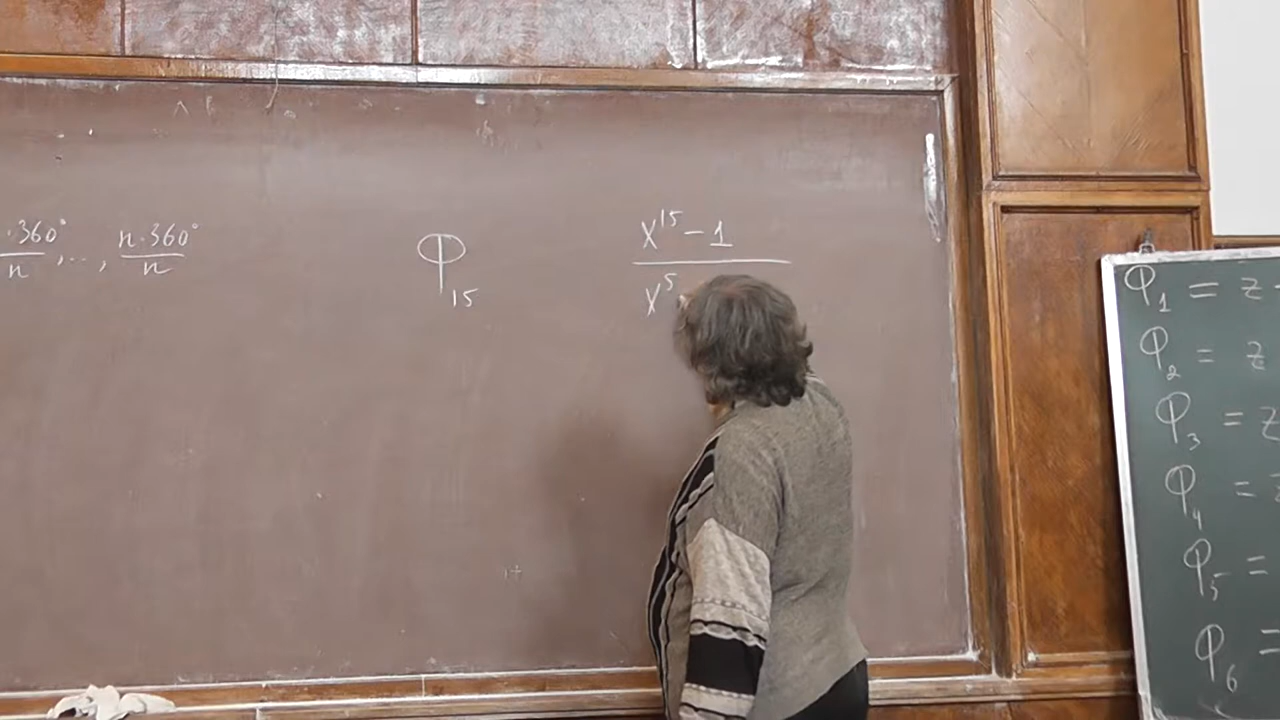 ·360°/n, ..., n·360°/n
Φ₁₅
x¹⁵ - 1
x⁵
Φ₁ = z -
Φ₂ = z
Φ₃ = z
Φ₄ =
Φ₅ =
Φ₆ =